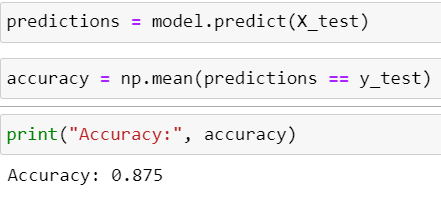 predictions = model.predict(X_test)
accuracy = np.mean(predictions == y_test)
print("Accuracy:", accuracy)
Accuracy: 0.875